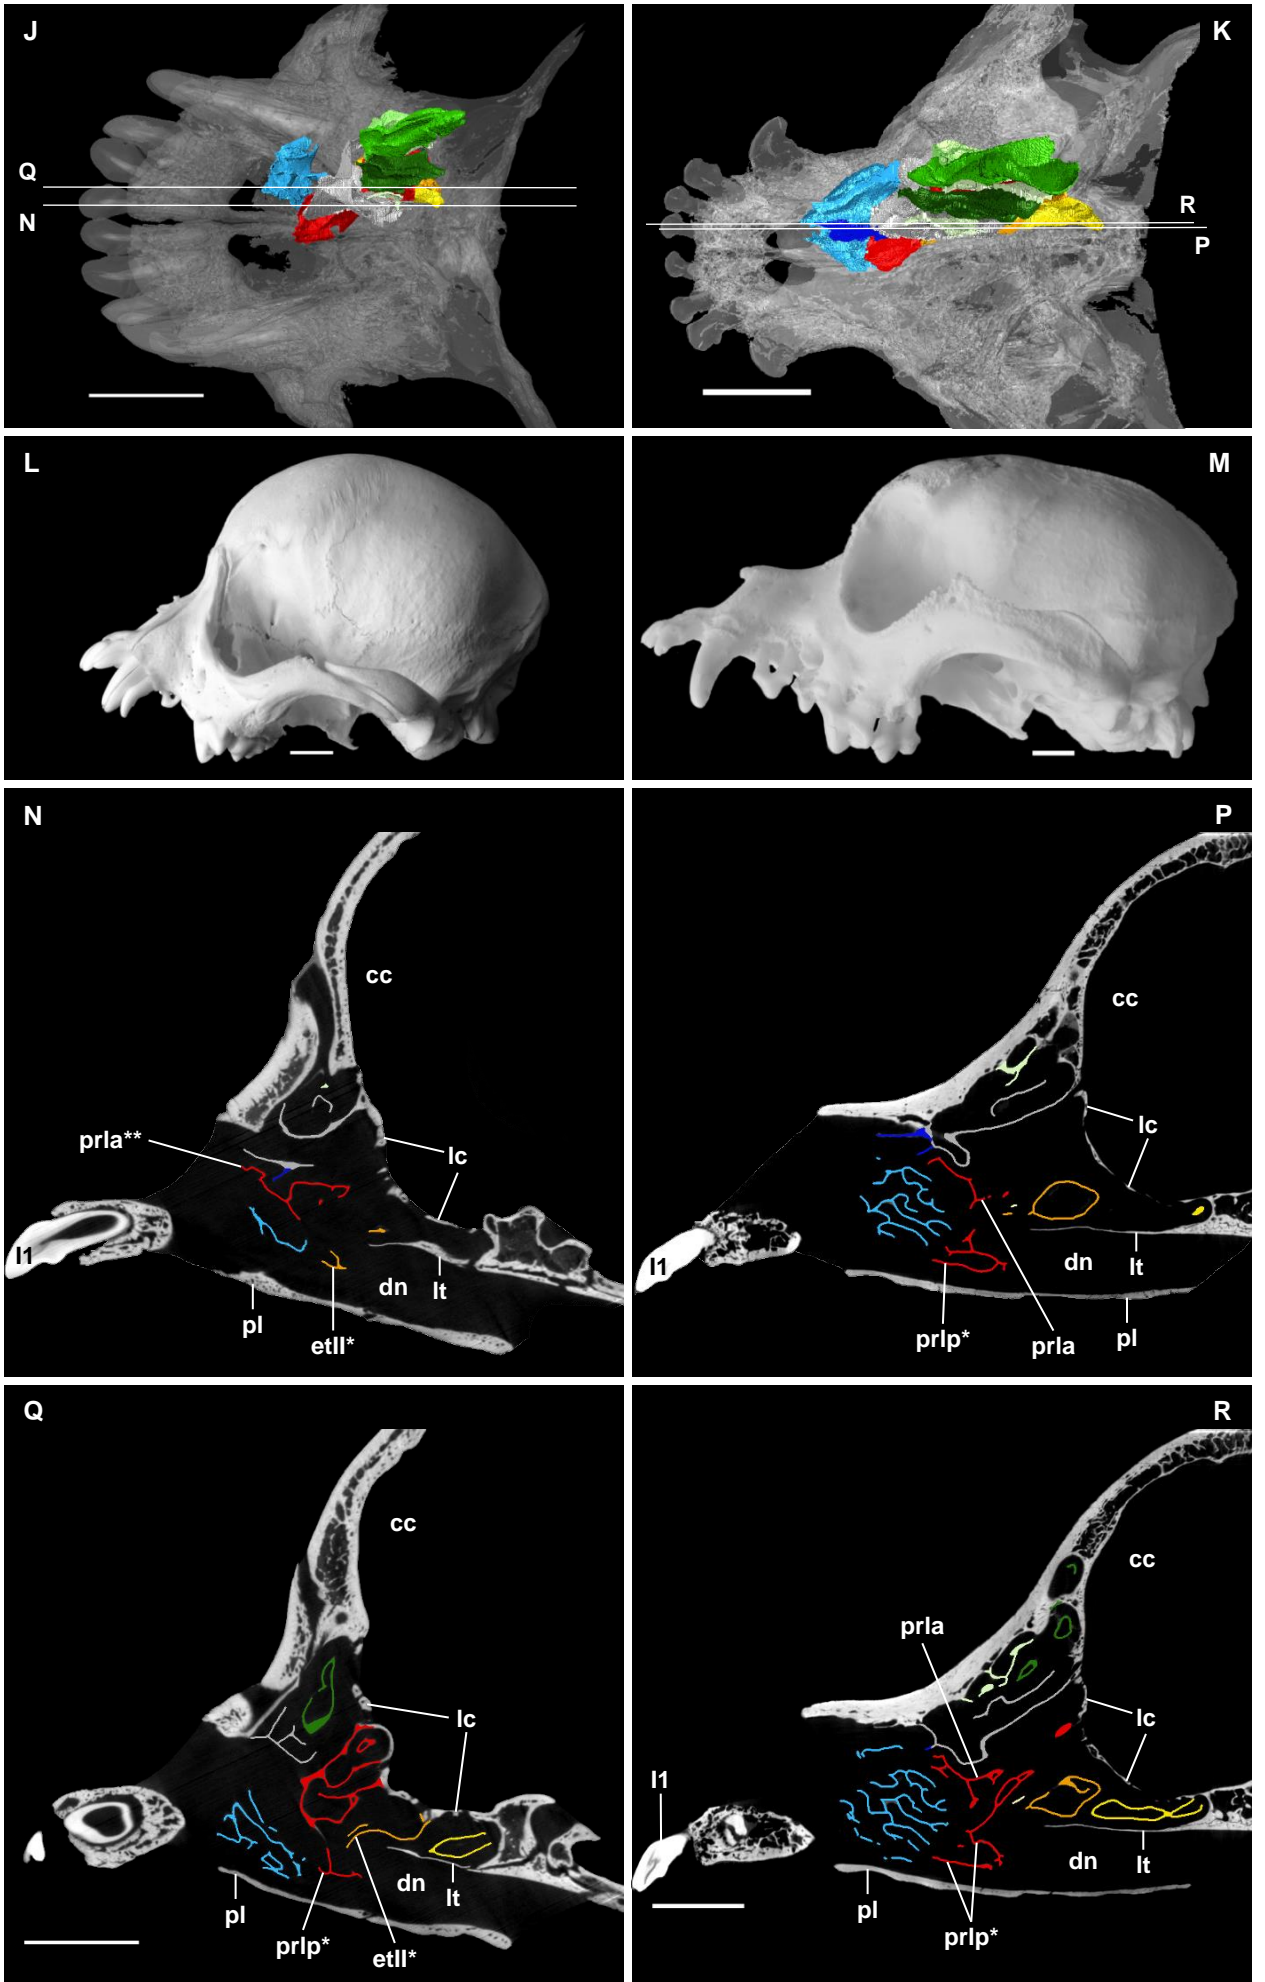 J
Q
N
K
R
P
L
M
N
cc
prla**
lc
I1
dn
lt
pl
etII*
P
cc
lc
I1
dn
lt
prlp*
prla
pl
Q
cc
lc
dn
lt
pl
prlp*
etII*
R
cc
prla
lc
I1
dn
lt
pl
prlp*